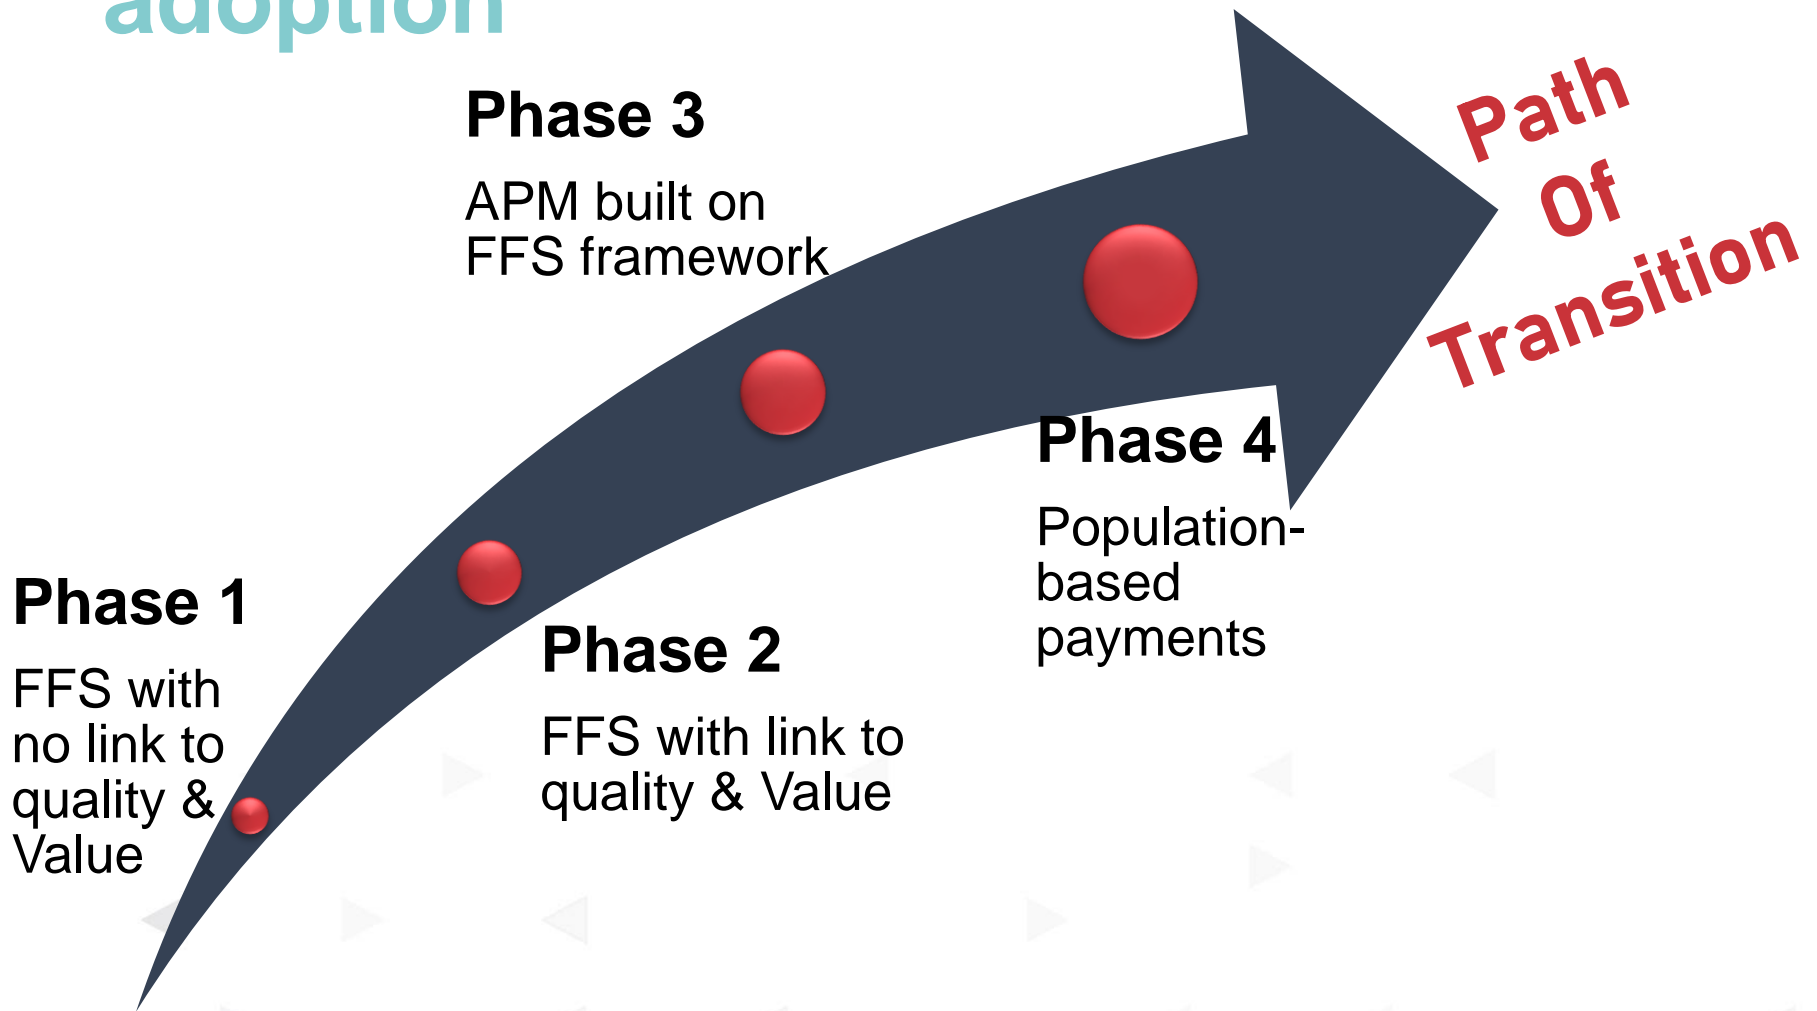 adoption
Phase 3
APM built on
FFS framework
Path
Of
Transition
Phase 1
FFS with
no link to
quality &
Value
Phase 2
FFS with link to
quality & Value
Phase 4
Population-
based
payments